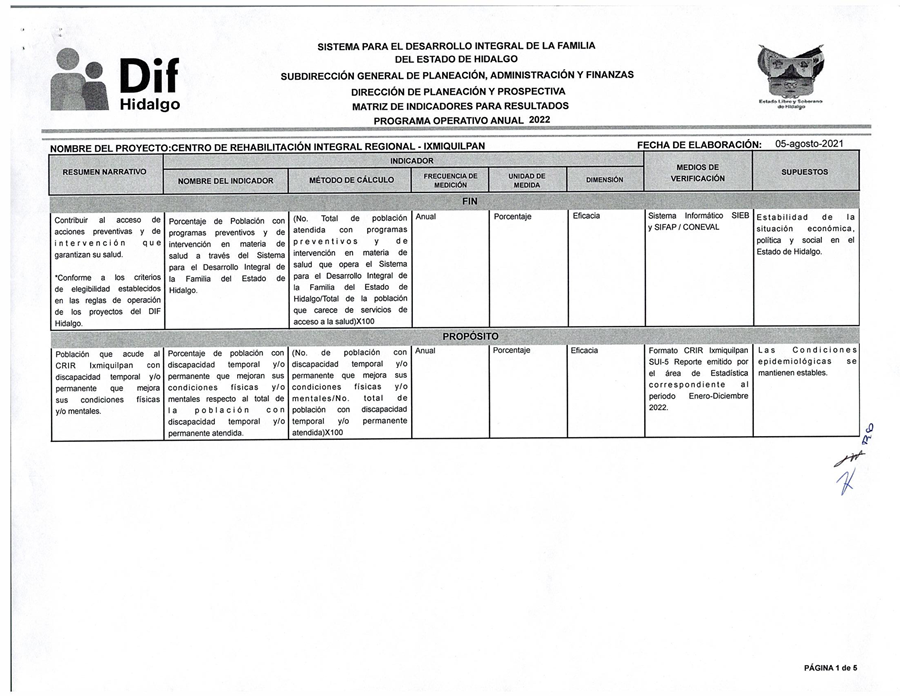 Dif
Hidalgo
SISTEMA PARA EL DESARROLLO INTEGRAL DE LA FAMILIA
DEL ESTADO DE HIDALGO
SUBDIRECCIÓN GENERAL DE PLANEACIÓN, ADMINISTRACIÓN Y FINANZAS
DIRECCIÓN DE PLANEACIÓN Y PROSPECTIVA
MATRIZ DE INDICADORES PARA RESULTADOS
PROGRAMA OPERATIVO ANUAL 2022
Estado Libre y Soberano
de Hidalgo
NOMBRE DEL PROYECTO:CENTRO DE REHABILITACIÓN INTEGRAL REGIONAL - IXMIQUILPAN
FECHA DE ELABORACIÓN: 05-agosto-2021
RESUMEN NARRATIVO
INDICADOR
NOMBRE DEL INDICADOR
MÉTODO DE CÁLCULO
FRECUENCIA DE
MEDICIÓN
UNIDAD DE
MEDIDA
DIMENSIÓN
MEDIOS DE
VERIFICACIÓN
SUPUESTOS
FIN
Contribuir al acceso de
acciones preventivas y de
intervención que
garantizan su salud.
*Conforme a los criterios
de elegibilidad establecidos
en las reglas de operación
de los proyectos del DIF
Hidalgo.
Porcentaje de Población con
programas preventivos y de
intervención en materia de
salud a través del Sistema
para el Desarrollo Integral de
la Familia del Estado de
Hidalgo.
(No. Total de población
atendida con programas
preventivos y de
intervención en materia de
salud que opera el Sistema
para el Desarrollo Integral de
la Familia del Estado de
Hidalgo/Total de la población
que carece de servicios de
acceso a la salud)X100
Anual
Porcentaje
Eficacia
Sistema Informático SIEB
y SIFAP / CONEVAL
Estabilidad de la
situación económica,
política y social en el
Estado de Hidalgo.
PROPÓSITO
Población que acude al
CRIR Ixmiquilpan con
discapacidad temporal y/o
permanente que mejora
sus condiciones físicas
y/o mentales.
Porcentaje de población con
discapacidad temporal y/o
permanente que mejoran sus
condiciones físicas y/o
mentales respecto al total de
la población con
discapacidad temporal y/o
permanente atendida.
(No. de población con
discapacidad temporal y/o
permanente que mejora sus
condiciones físicas y/o
mentales/No. total de
población con discapacidad
temporal y/o permanente
atendida)X100
Anual
Porcentaje
Eficacia
Formato CRIR Ixmiquilpan
SUI-5 Reporte emitido por
el área de Estadística
correspondiente al
periodo Enero-Diciembre
2022.
Las Condiciones
epidemiológicas se
mantienen estables.
PÁGINA 1 de 5